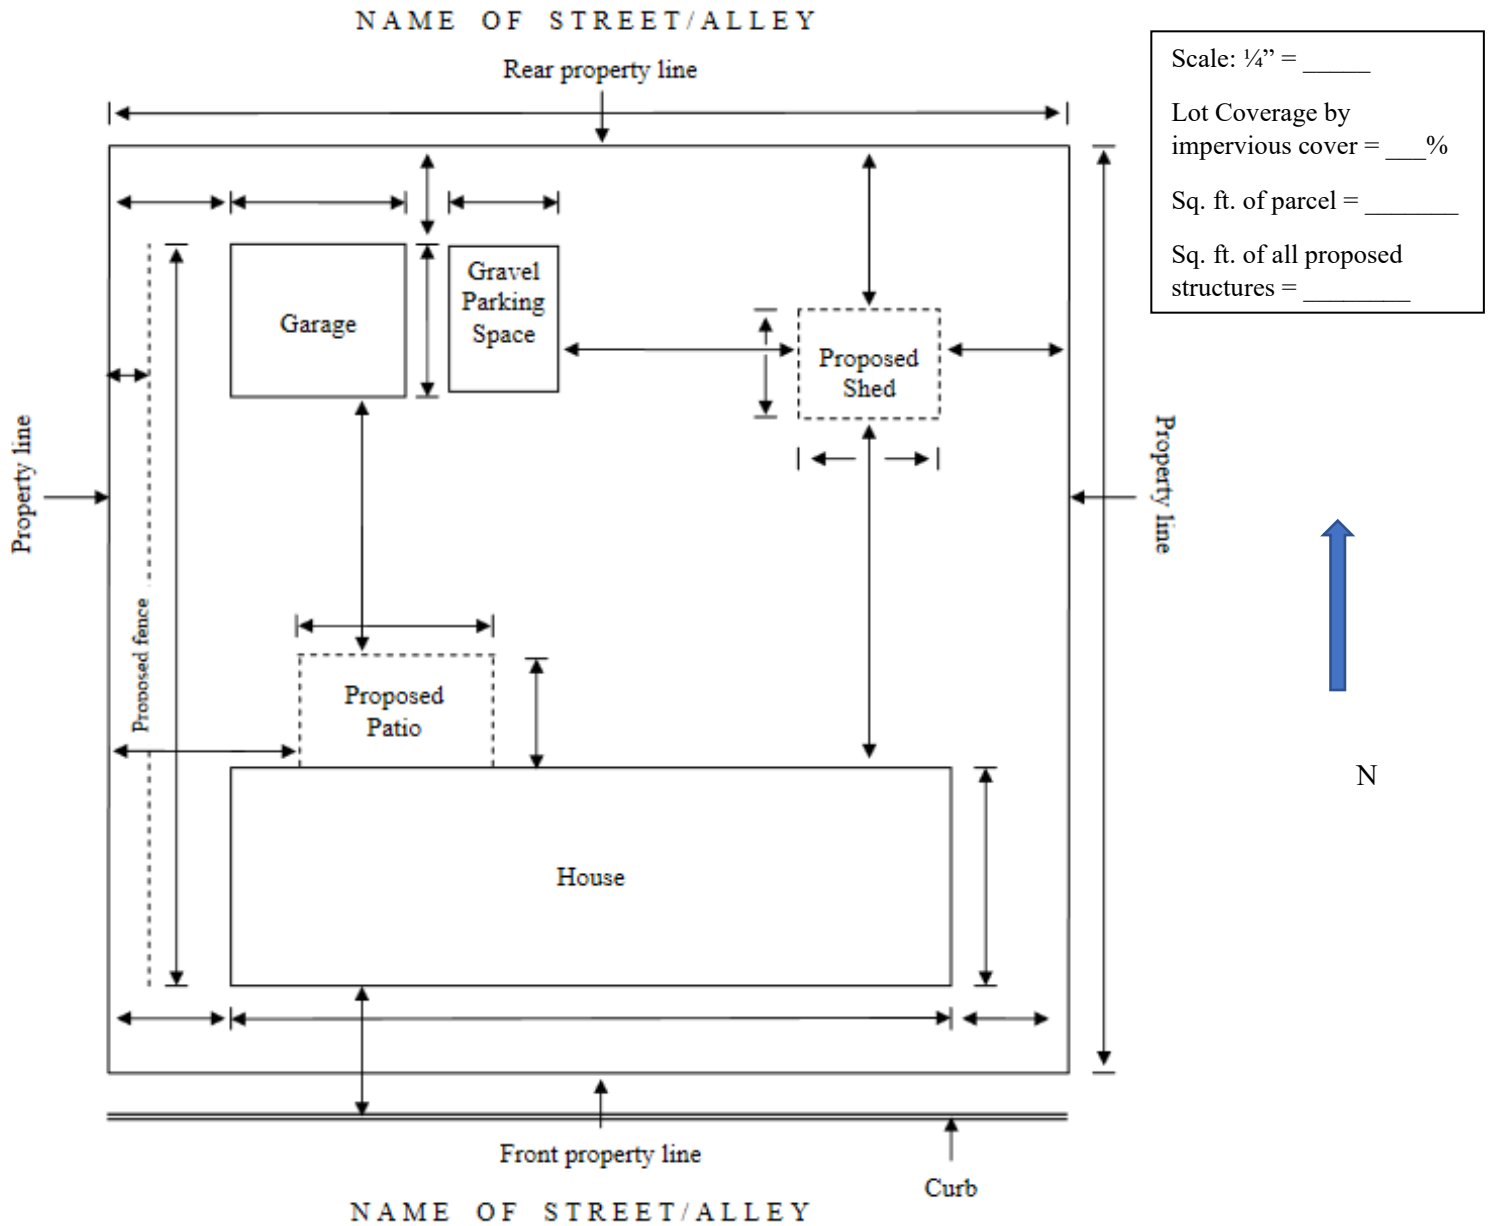 NAME OF STREET/ALLEY
Rear property line
Scale: ¼” = _____
Lot Coverage by
impervious cover = ___%
Sq. ft. of parcel = _______
Sq. ft. of all proposed
structures = ________
Garage
Gravel
Parking
Space
Proposed
Shed
Property line
Property line
Proposed fence
Proposed
Patio
N
House
Front property line
Curb
NAME OF STREET/ALLEY